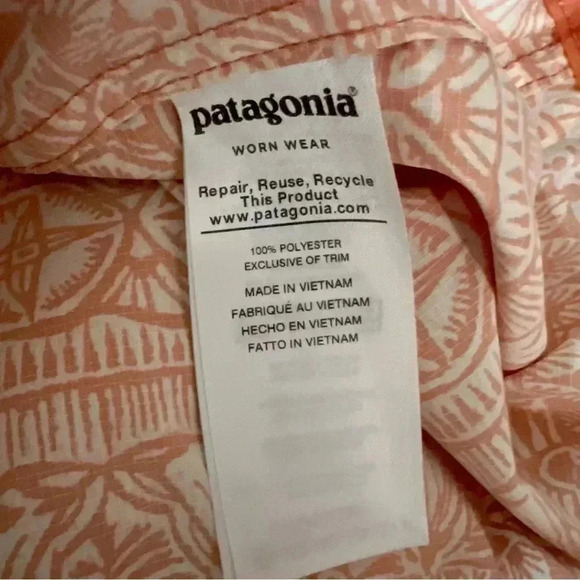 patagonia®
WORN WEAR
Repair, Reuse, Recycle
This Product
www.patagonia.com
100% POLYESTER
EXCLUSIVE OF TRIM
MADE IN VIETNAM
FABRIQUÉ AU VIETNAM
HECHO EN VIETNAM
FATTO IN VIETNAM